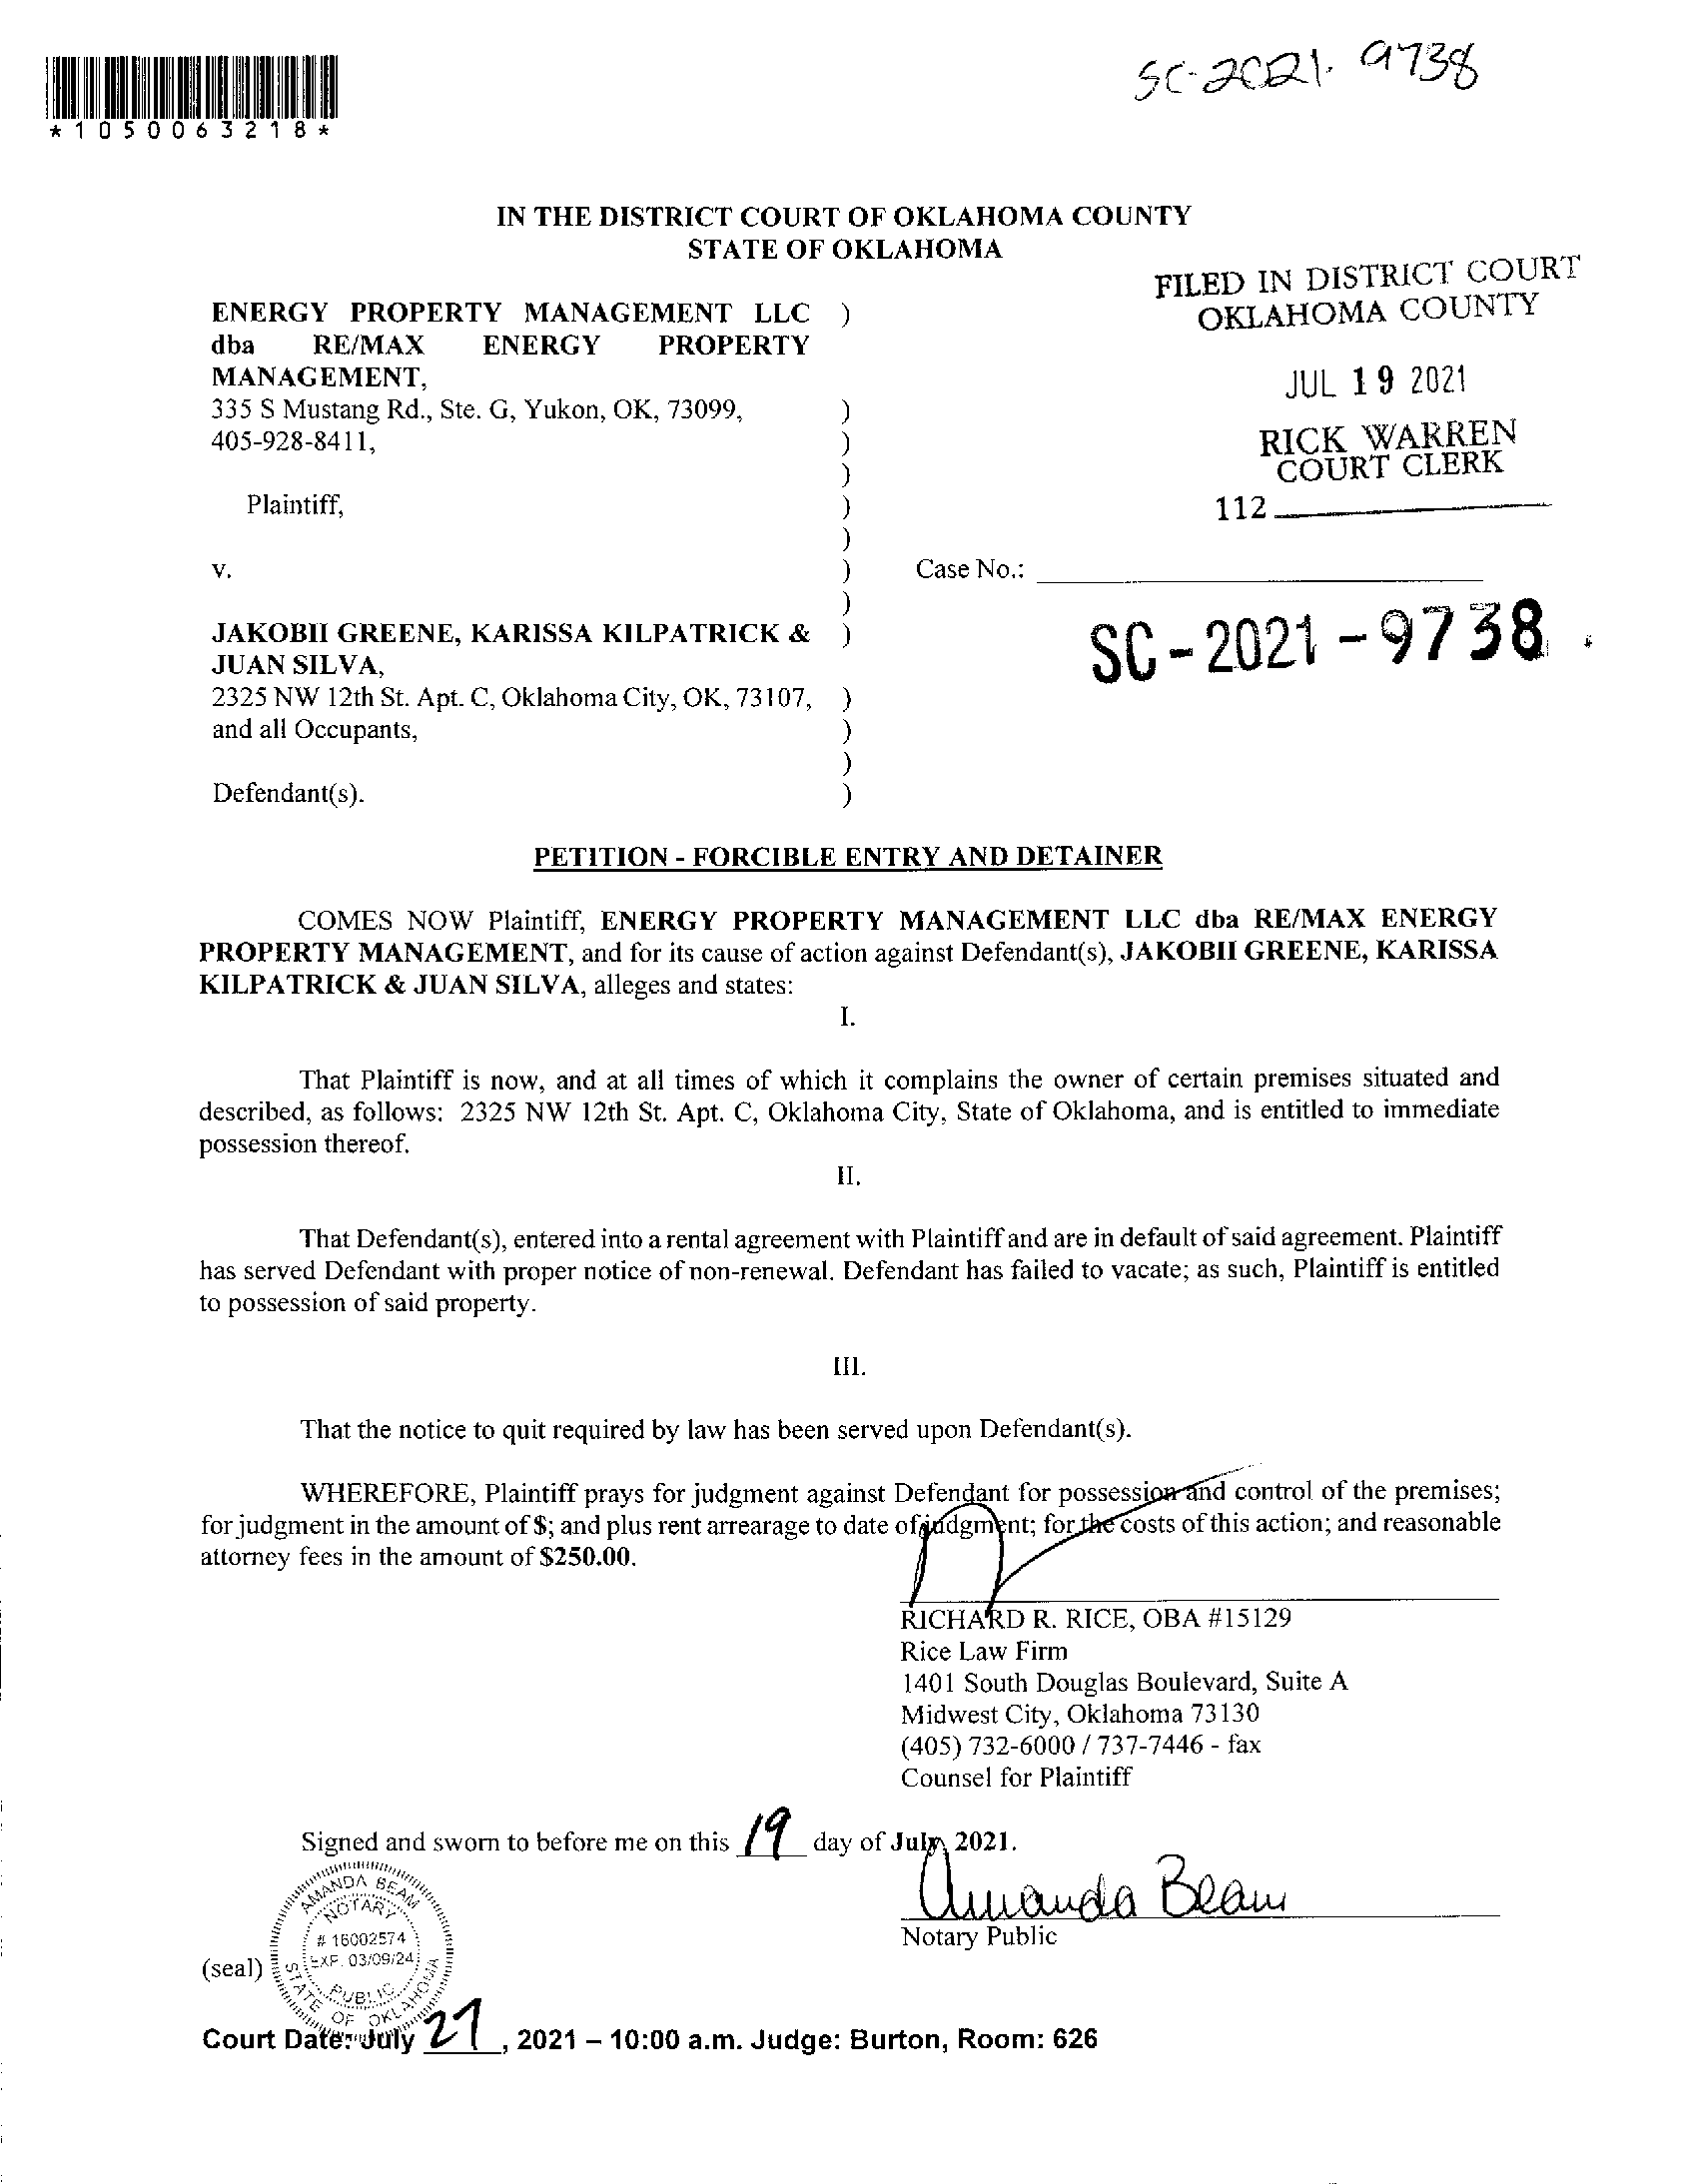 SC-2021-9738
*1050063218*
IN THE DISTRICT COURT OF OKLAHOMA COUNTY
STATE OF OKLAHOMA
FILED IN DISTRICT COURT
OKLAHOMA COUNTY
JUL 19 2021
RICK WARREN
COURT CLERK
112
ENERGY PROPERTY MANAGEMENT LLC )
dba RE/MAX ENERGY PROPERTY
MANAGEMENT,
335 S Mustang Rd., Ste. G, Yukon, OK, 73099, )
405-928-8411, )
)
Plaintiff, )
)
v. ) Case No.:
)
SC-2021-9738
JAKOBII GREENE, KARISSA KILPATRICK & )
JUAN SILVA,
2325 NW 12th St. Apt. C, Oklahoma City, OK, 73107, )
and all Occupants, )
)
Defendant(s). )
PETITION - FORCIBLE ENTRY AND DETAINER
COMES NOW Plaintiff, ENERGY PROPERTY MANAGEMENT LLC dba RE/MAX ENERGY
PROPERTY MANAGEMENT, and for its cause of action against Defendant(s), JAKOBII GREENE, KARISSA
KILPATRICK & JUAN SILVA, alleges and states:
I.
That Plaintiff is now, and at all times of which it complains the owner of certain premises situated and
described, as follows: 2325 NW 12th St. Apt. C, Oklahoma City, State of Oklahoma, and is entitled to immediate
possession thereof.
II.
That Defendant(s), entered into a rental agreement with Plaintiff and are in default of said agreement. Plaintiff
has served Defendant with proper notice of non-renewal. Defendant has failed to vacate; as such, Plaintiff is entitled
to possession of said property.
III.
That the notice to quit required by law has been served upon Defendant(s).
WHEREFORE, Plaintiff prays for judgment against Defendant for possession and control of the premises;
for judgment in the amount of $; and plus rent arrearage to date of judgment; for the costs of this action; and reasonable
attorney fees in the amount of $250.00.
RICHARD R. RICE, OBA #15129
Rice Law Firm
1401 South Douglas Boulevard, Suite A
Midwest City, Oklahoma 73130
(405) 732-6000 / 737-7446 - fax
Counsel for Plaintiff
Signed and sworn to before me on this 19 day of July, 2021.
Amanda Beam
Notary Public
(seal)
AMANDA BEAM
NOTARY
# 16002574
EXP. 03/09/24
PUBLIC
STATE OF OKLAHOMA
Court Date: July 27, 2021 – 10:00 a.m. Judge: Burton, Room: 626